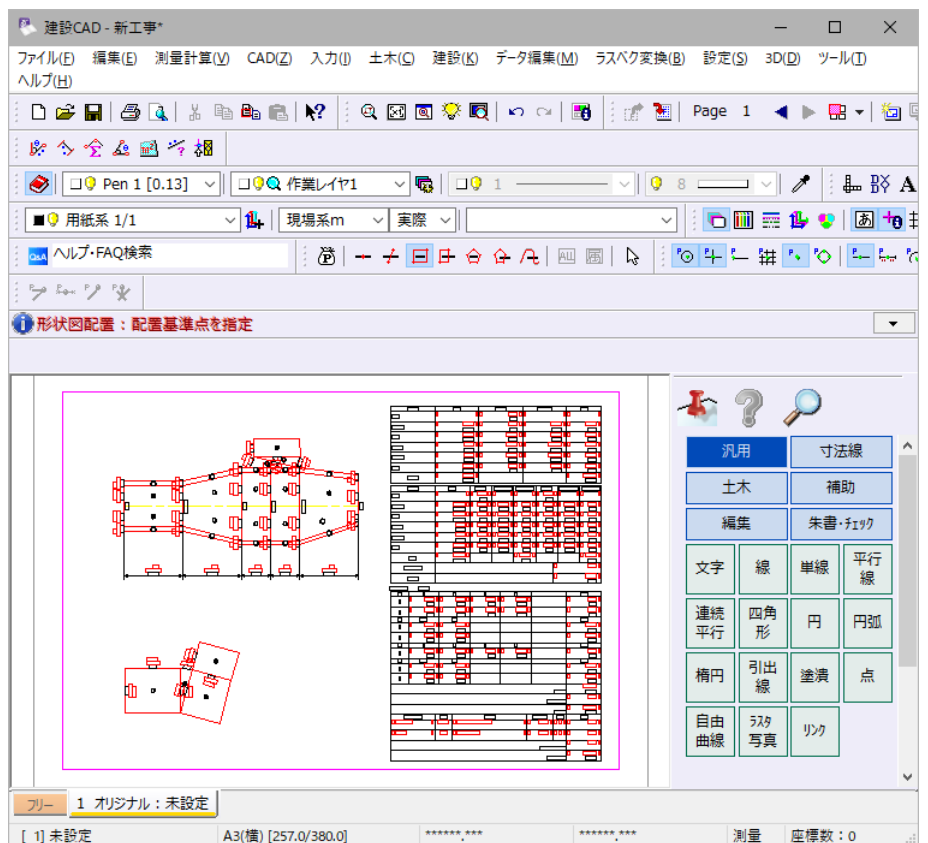 建設CAD - 新工事*
ファイル(F) 編集(E) 測量計算(V) CAD(Z) 入力(I) 土木(C) 建設(K) データ編集(M) ラスベク変換(B) 設定(S) 3D(D) ツール(T)
ヘルプ(H)
Page 1
Pen 1 [0.13] 作業レイヤ1 1 8
用紙系 1/1 現場系m 実際 あ
Q&A ヘルプ・FAQ検索 P ALL
形状図配置：配置基準点を指定
汎用 寸法線
土木 補助
編集 朱書・ﾁｪｯｸ
文字 線 単線 平行線
連続平行 四角形 円 円弧
楕円 引出線 塗潰 点
自由曲線 ﾗｽﾀ写真 ﾘﾝｸ
フリー 1 オリジナル：未設定
[ 1] 未設定 A3(横) [257.0/380.0] ******.*** ******.*** 測量 座標数：0